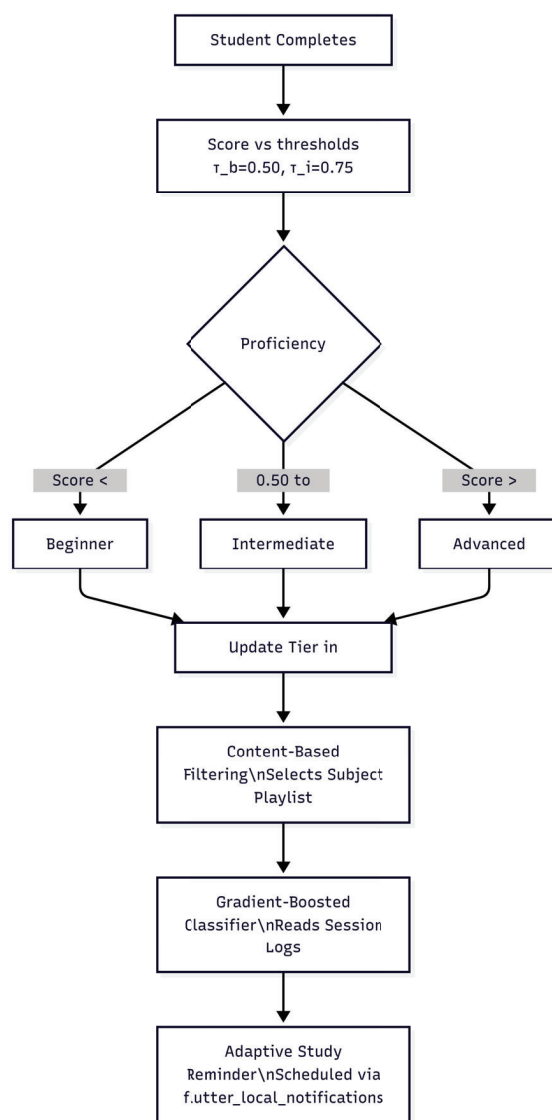 Student Completes
Score vs thresholds
τ_b=0.50, τ_i=0.75
Proficiency
Score <
0.50 to
Score >
Beginner
Intermediate
Advanced
Update Tier in
Content-Based
Filtering\nSelects Subject
Playlist
Gradient-Boosted
Classifier\nReads Session
Logs
Adaptive Study
Reminder\nScheduled via
flutter_local_notifications